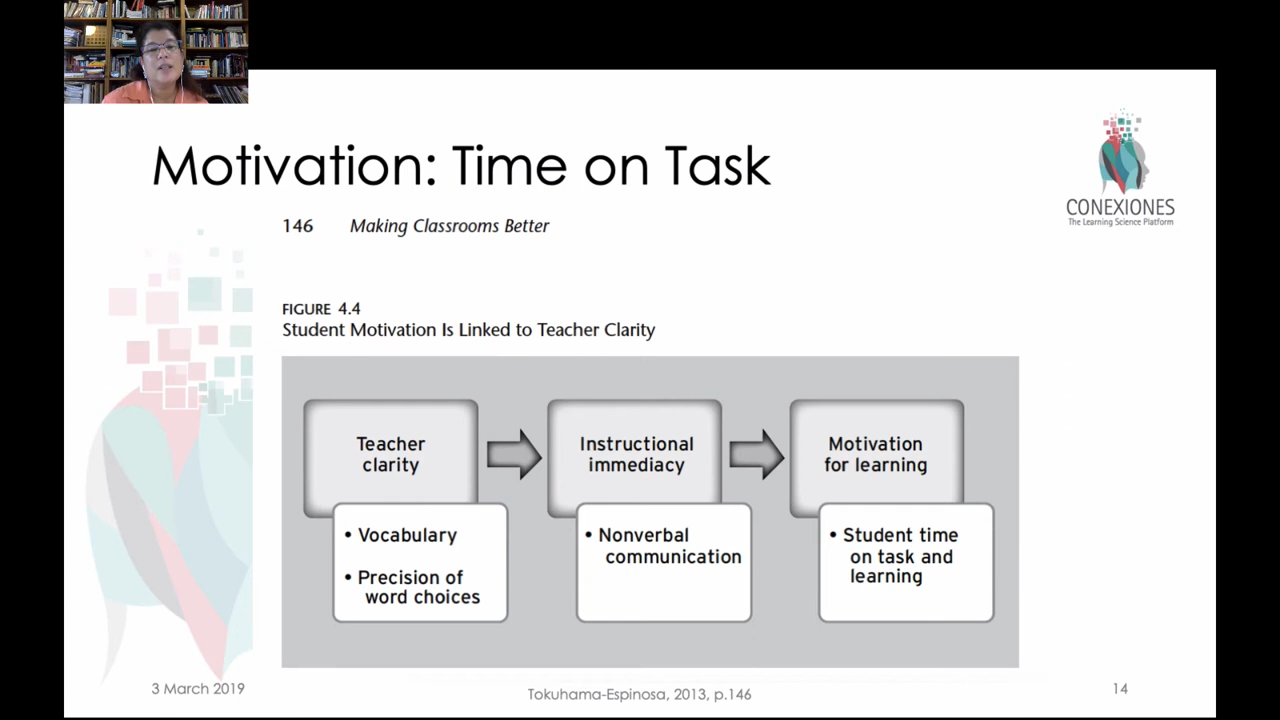 Motivation: Time on Task
CONEXIONES
The Learning Science Platform
146 Making Classrooms Better
FIGURE 4.4
Student Motivation Is Linked to Teacher Clarity
Teacher
clarity
• Vocabulary
• Precision of
word choices
Instructional
immediacy
• Nonverbal
communication
Motivation
for learning
• Student time
on task and
learning
3 March 2019
Tokuhama-Espinosa, 2013, p.146
14